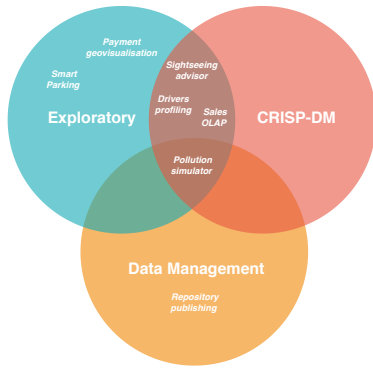 Payment
geovisualisation
Smart
Parking
Sightseeing
advisor
Drivers
profiling
Sales
OLAP
Exploratory
CRISP-DM
Pollution
simulator
Data Management
Repository
publishing